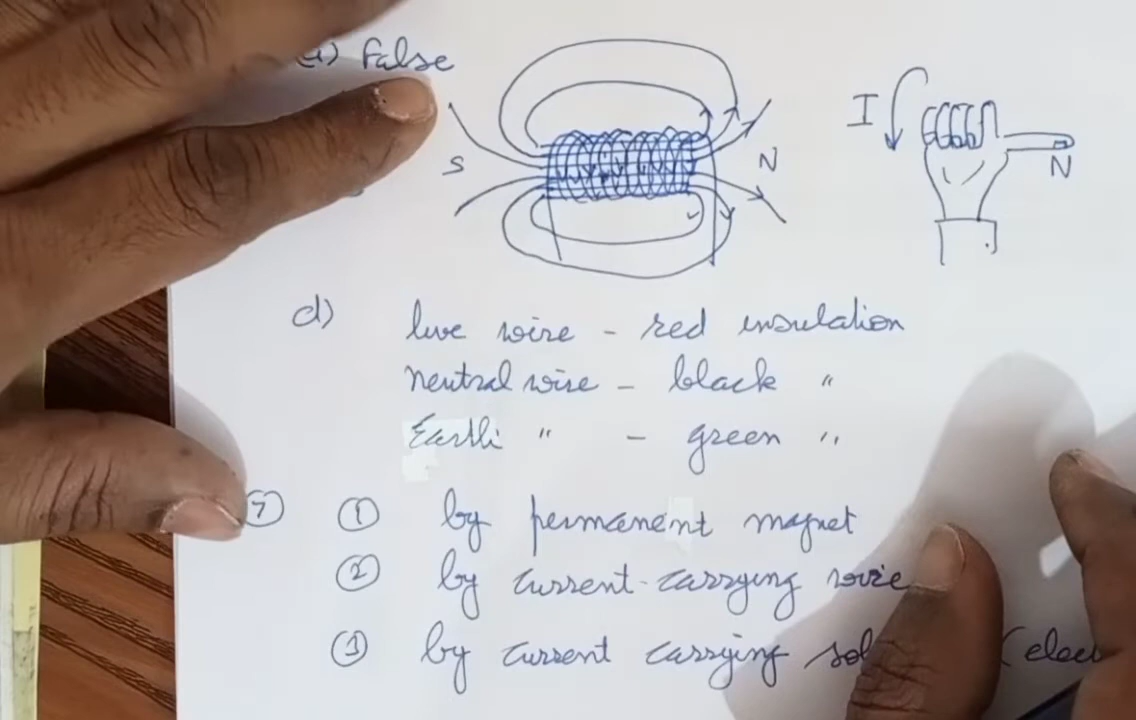 False
S N I N
d) live wire - red insulation
neutral wire - black "
Earth " - green "
7 1 by permanent magnet
2 by current-carrying wire
3 by current carrying